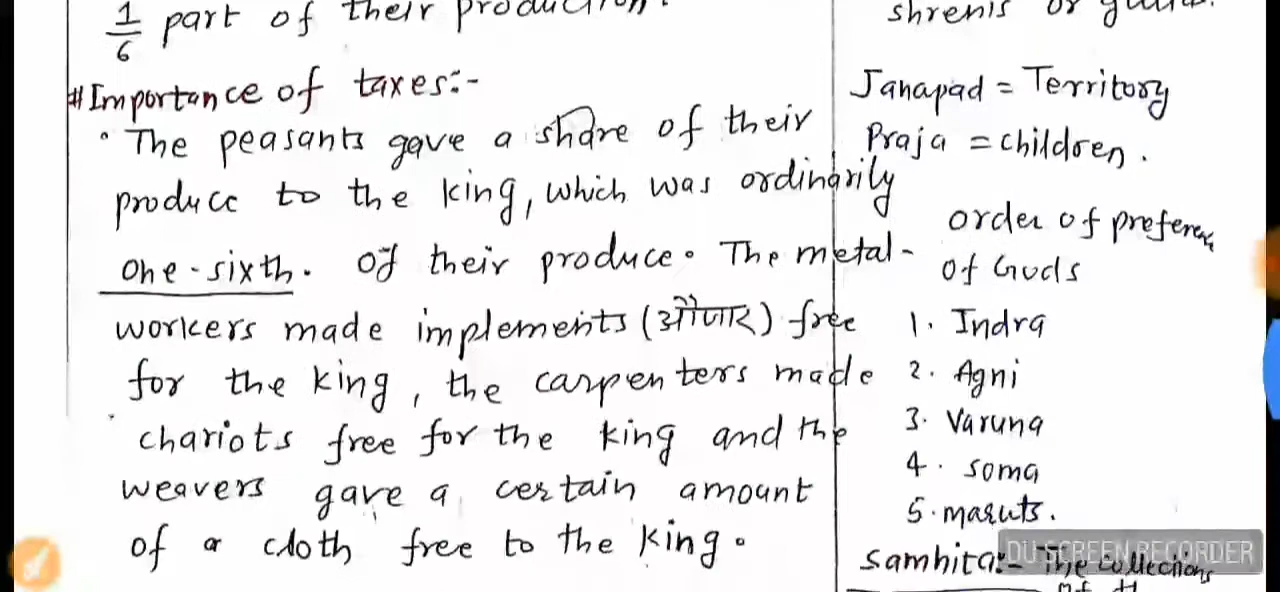 1/6 part of their production.
#Importance of taxes:-
• The peasants gave a share of their
produce to the king, which was ordinarily
one-sixth. of their produce. The metal-
workers made implements (औजार) free
for the king, the carpenters made
chariots free for the king and the
weavers gave a certain amount
of a cloth free to the king.
shrenis or guilds.
Janapad = Territory
Praja = children.
order of preferenc
of Gods
1. Indra
2. Agni
3. Varuna
4. soma
5. maruts.
Samhita:- The collections
of th
DU SCREEN RECORDER